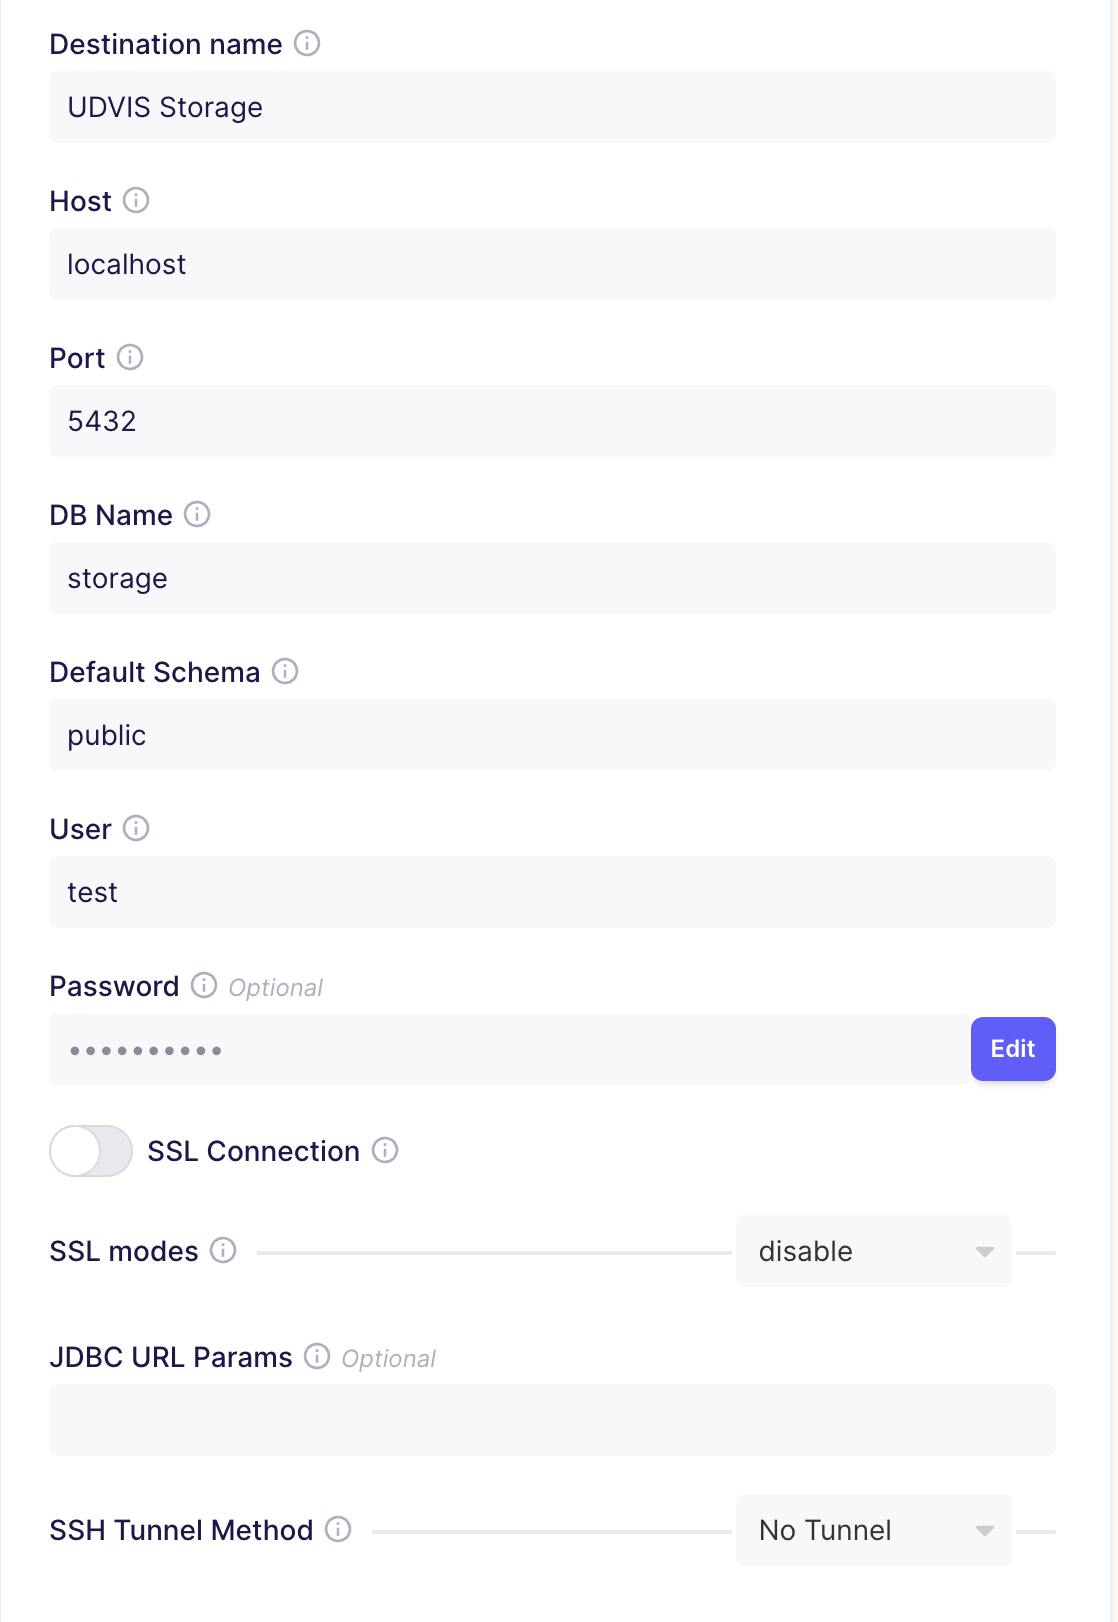 Destination name
UDVIS Storage
Host
localhost
Port
5432
DB Name
storage
Default Schema
public
User
test
Password Optional
••••••••••
Edit
SSL Connection
SSL modes
disable
JDBC URL Params Optional
SSH Tunnel Method
No Tunnel